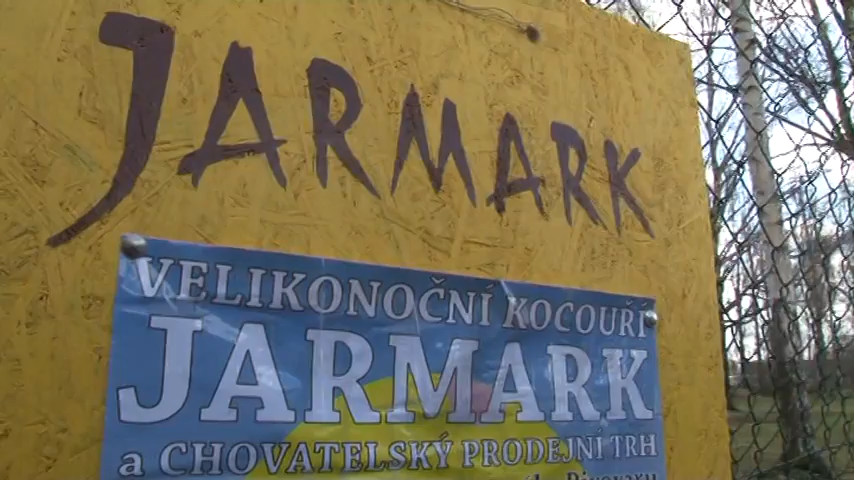 JARMARK
VELIKONOČNÍ KOCOUŘÍ
JARMARK
a CHOVATELSKÝ PRODEJNÍ TRH